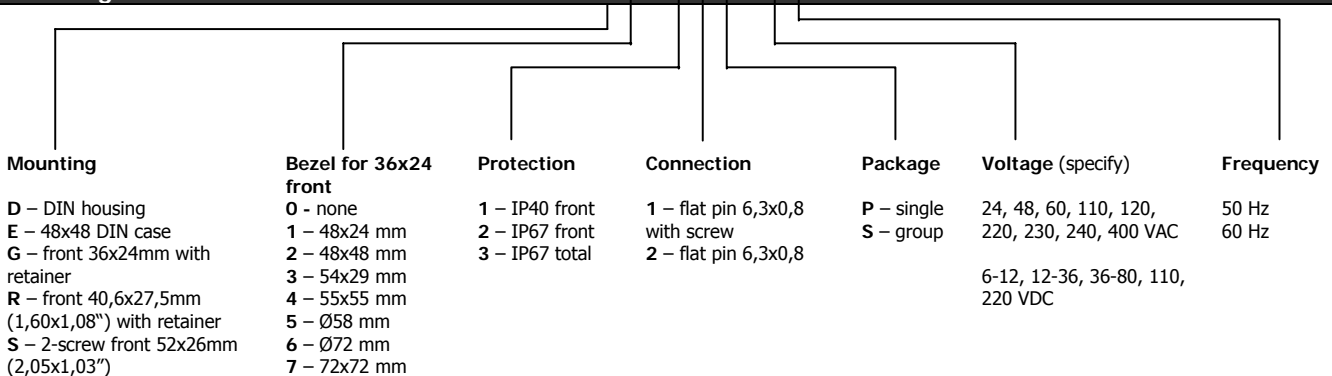 Mounting
D – DIN housing
E – 48x48 DIN case
G – front 36x24mm with
retainer
R – front 40,6x27,5mm
(1,60x1,08“) with retainer
S – 2-screw front 52x26mm
(2,05x1,03”)
Bezel for 36x24
front
0 - none
1 – 48x24 mm
2 – 48x48 mm
3 – 54x29 mm
4 – 55x55 mm
5 – Ø58 mm
6 – Ø72 mm
7 – 72x72 mm
Protection
1 – IP40 front
2 – IP67 front
3 – IP67 total
Connection
1 – flat pin 6,3x0,8
with screw
2 – flat pin 6,3x0,8
Package
P – single
S – group
Voltage (specify)
24, 48, 60, 110, 120,
220, 230, 240, 400 VAC
6-12, 12-36, 36-80, 110,
220 VDC
Frequency
50 Hz
60 Hz